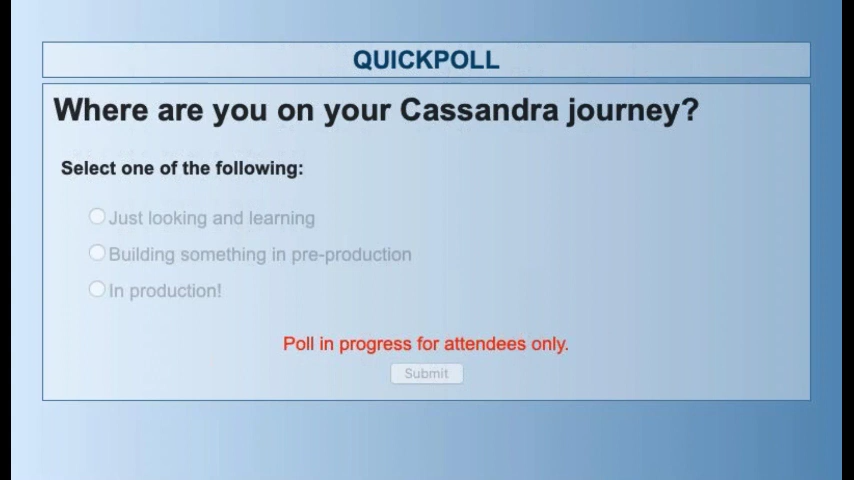 QUICKPOLL
Where are you on your Cassandra journey?
Select one of the following:
Just looking and learning
Building something in pre-production
In production!
Poll in progress for attendees only.
Submit